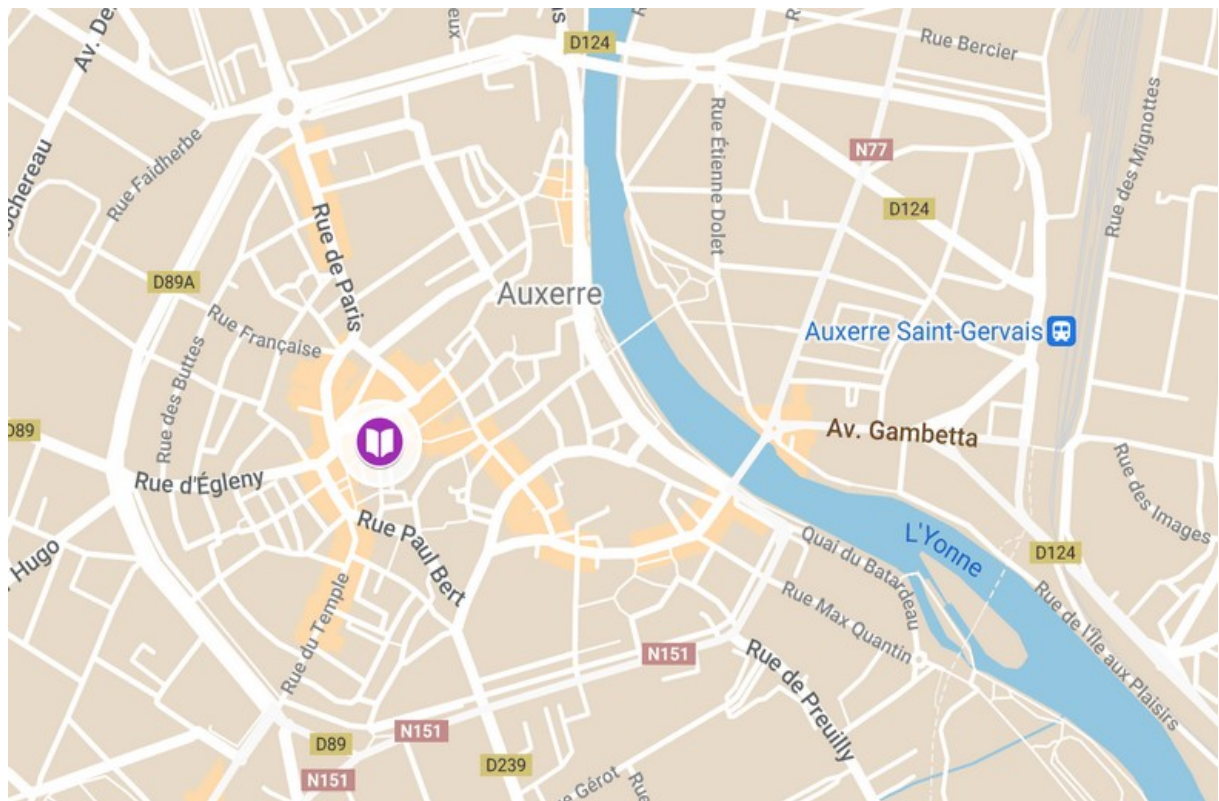 D124
Rue Bercier
Av. De
Rue Faidherbe
ochereau
Rue de Paris
Rue Étienne Dolet
N77
D124
Rue des Mignottes
D89A
Rue Française
Rue des Buttes
Auxerre
Auxerre Saint-Gervais
D89
Rue d'Égleny
Av. Gambetta
Rue des Images
Rue Paul Bert
Hugo
Quai du Batardeau
L'Yonne
D124
Rue du Temple
Rue Max Quantin
Rue de l'Île aux Plaisirs
N151
Rue de Preuilly
N151
D89
N151
D239
e Gérot
Rue